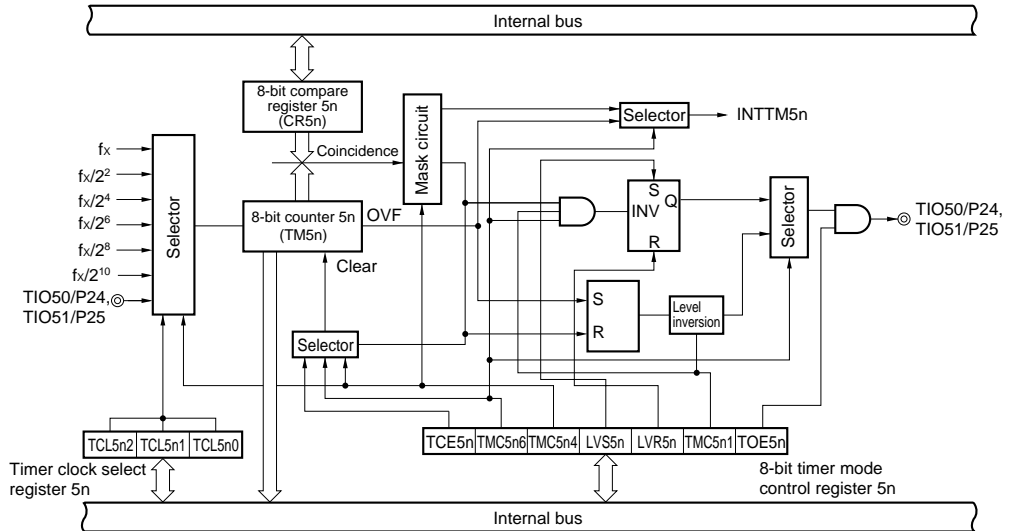 Internal bus
8-bit compare
register 5n
(CR5n)
Coincidence
Mask circuit
Selector
INTTM5n
fX
fX/2²
fX/2⁴
fX/2⁶
fX/2⁸
fX/2¹⁰
TIO50/P24,
TIO51/P25
Selector
8-bit counter 5n
(TM5n)
OVF
Clear
Selector
S
INV
Q
R
S
R
Level
inversion
Selector
TIO50/P24,
TIO51/P25
TCL5n2 TCL5n1 TCL5n0
Timer clock select
register 5n
TCE5n TMC5n6 TMC5n4 LVS5n LVR5n TMC5n1 TOE5n
8-bit timer mode
control register 5n
Internal bus